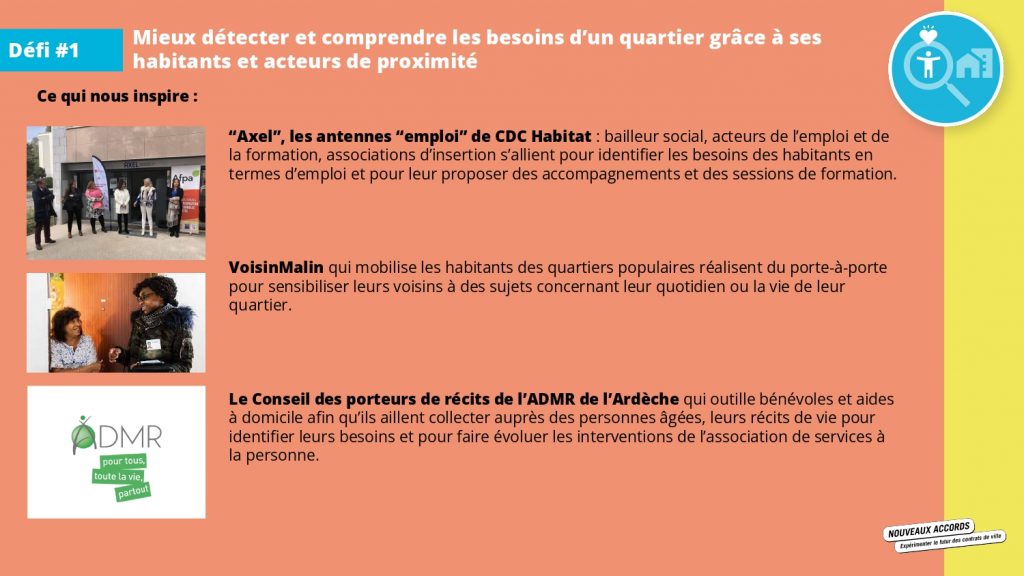 Défi #1
Mieux détecter et comprendre les besoins d’un quartier grâce à ses
habitants et acteurs de proximité
Ce qui nous inspire :
“Axel”, les antennes “emploi” de CDC Habitat : bailleur social, acteurs de l’emploi et de
la formation, associations d’insertion s’allient pour identifier les besoins des habitants en
termes d’emploi et pour leur proposer des accompagnements et des sessions de formation.
AXEL
Afpa
VoisinMalin qui mobilise les habitants des quartiers populaires réalisent du porte-à-porte
pour sensibiliser leurs voisins à des sujets concernant leur quotidien ou la vie de leur
quartier.
Le Conseil des porteurs de récits de l’ADMR de l’Ardèche qui outille bénévoles et aides
à domicile afin qu’ils aillent collecter auprès des personnes âgées, leurs récits de vie pour
identifier leurs besoins et pour faire évoluer les interventions de l’association de services à
la personne.
ADMR
pour tous,
toute la vie,
partout
NOUVEAUX ACCORDS
Expérimenter le futur des contrats de ville